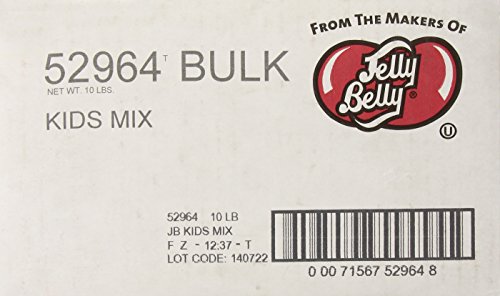 FROM THE MAKERS OF
Jelly
Belly®
U
52964 T BULK
NET WT. 10 LBS.
KIDS MIX
52964 10 LB
JB KIDS MIX
F Z - 12:37 - T
LOT CODE: 140722
0 00 71567 52964 8